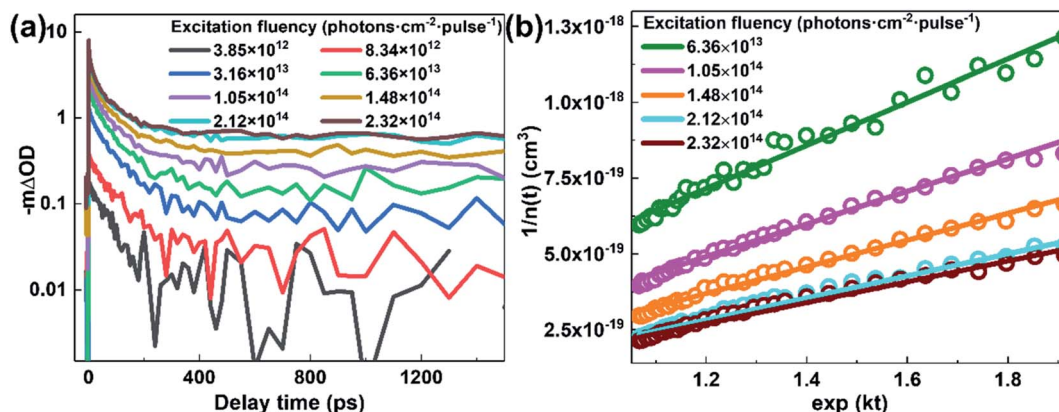 (a)
Excitation fluency (photons·cm⁻²·pulse⁻¹)
3.85×10¹² 8.34×10¹²
3.16×10¹³ 6.36×10¹³
1.05×10¹⁴ 1.48×10¹⁴
2.12×10¹⁴ 2.32×10¹⁴
10
1
0.1
0.01
-mΔOD
0 400 800 1200
Delay time (ps)
(b)
Excitation fluency (photons·cm⁻²·pulse⁻¹)
6.36×10¹³
1.05×10¹⁴
1.48×10¹⁴
2.12×10¹⁴
2.32×10¹⁴
1.3x10⁻¹⁸
1.0x10⁻¹⁸
7.5x10⁻¹⁹
5.0x10⁻¹⁹
2.5x10⁻¹⁹
1/n(t) (cm³)
1.2 1.4 1.6 1.8
exp (kt)